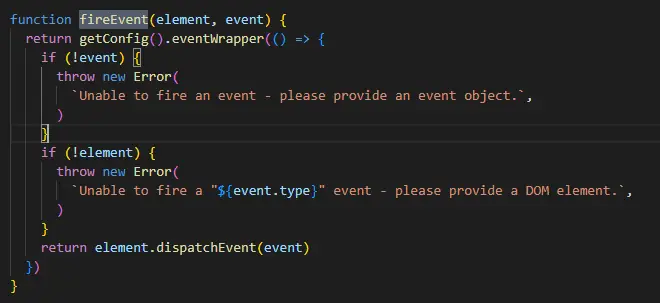 function fireEvent(element, event) {
  return getConfig().eventWrapper(() => {
    if (!event) {
      throw new Error(
        `Unable to fire an event - please provide an event object.`,
      )
    }
    if (!element) {
      throw new Error(
        `Unable to fire a "${event.type}" event - please provide a DOM element.`,
      )
    }
    return element.dispatchEvent(event)
  })
}